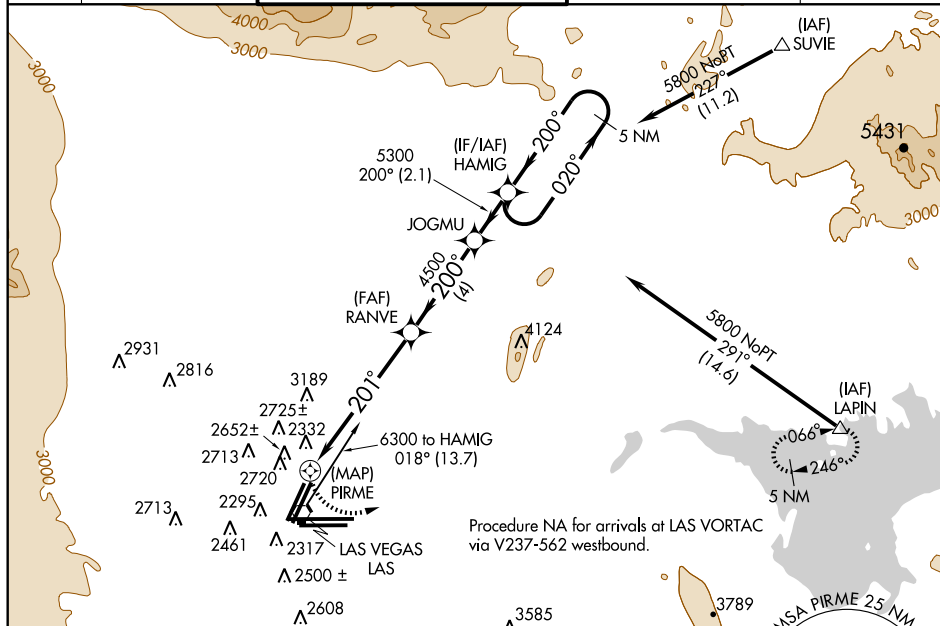 4000
3000
3000
(IAF)
SUVIE
5800 NoPT
227°
(11.2)
5431
3000
200°
020°
5 NM
(IF/IAF)
HAMIG
5300
200° (2.1)
JOGMU
4500
200°
(4)
(FAF)
RANVE
4124
5800 NoPT
291°
(14.6)
(IAF)
LAPIN
066°
246°
5 NM
2931
2816
3189
201°
2725±
2652±
2332
2713
2720
6300 to HAMIG
018° (13.7)
(MAP)
PIRME
3000
2295
2713
2461
2317
LAS VEGAS
LAS
Procedure NA for arrivals at LAS VORTAC
via V237-562 westbound.
2500 ±
2608
3585
3789
MSA PIRME 25 NM